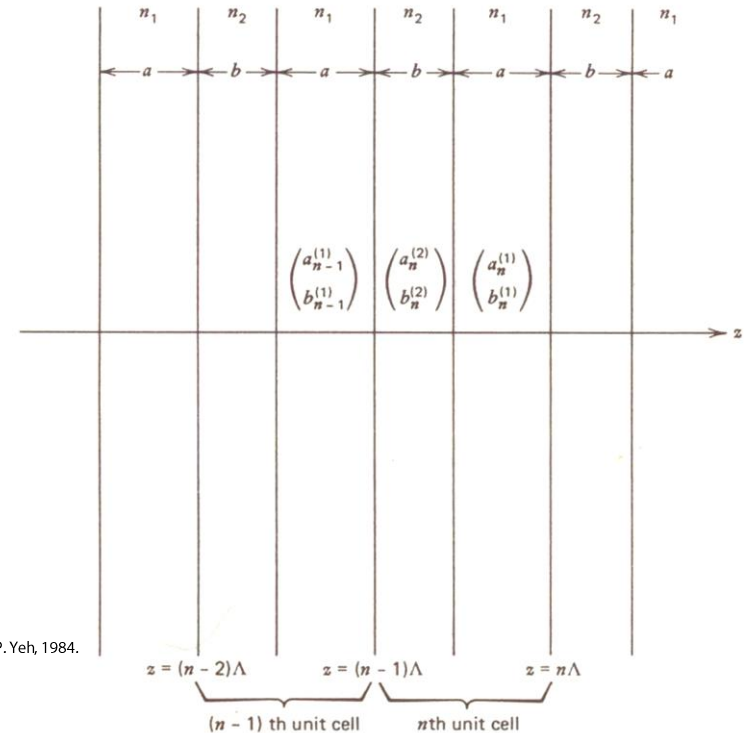 n₁ n₂ n₁ n₂ n₁ n₂ n₁
a b a b a b a
(a⁽¹⁾ₙ₋₁ b⁽¹⁾ₙ₋₁) (a⁽²⁾ₙ b⁽²⁾ₙ) (a⁽¹⁾ₙ b⁽¹⁾ₙ)
z
P. Yeh, 1984.
z = (n − 2)Λ z = (n − 1)Λ z = nΛ
(n − 1) th unit cell nth unit cell